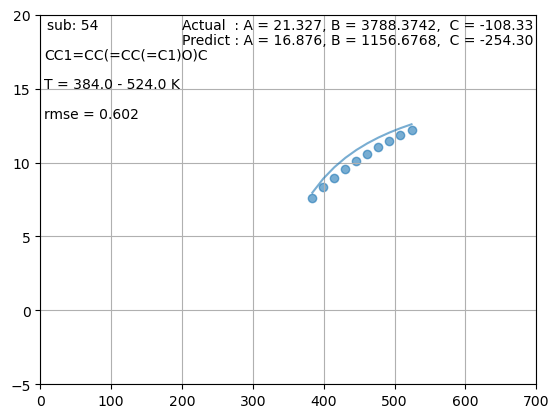 sub: 54
Actual  : A = 21.327, B = 3788.3742,  C = -108.33
Predict : A = 16.876, B = 1156.6768,  C = -254.30
CC1=CC(=CC(=C1)O)C
T = 384.0 - 524.0 K
rmse = 0.602
20
15
10
5
0
−5
0 100 200 300 400 500 600 700